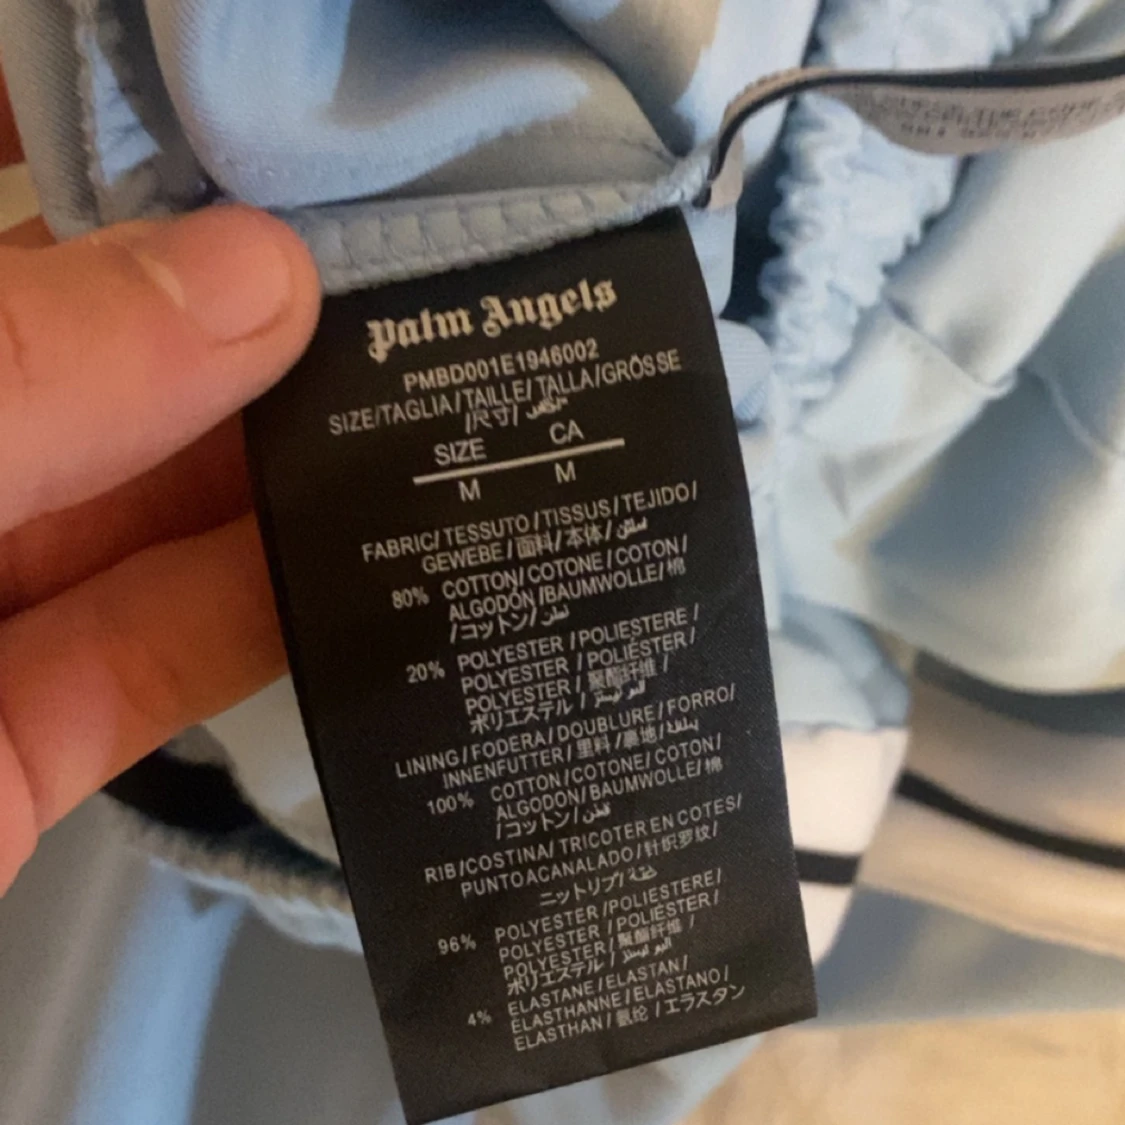 Palm Angels
PMBD001E1946002
SIZE/TAGLIA/TAILLE/TALLA/GRÖSSE
/尺寸/
SIZE CA
M M
FABRIC/TESSUTO/TISSUS/TEJIDO/
GEWEBE/面料/本体/
80% COTTON/COTONE/COTON/
ALGODÓN/BAUMWOLLE/棉
/コットン/قطن
20% POLYESTER/POLIESTERE/
POLYESTER/POLIÉSTER/
POLYESTER/聚酯纤维/
ポリエステル/
LINING/FODERA/DOUBLURE/FORRO/
INNENFUTTER/里料/裏地/
100% COTTON/COTONE/COTON/
ALGODON/BAUMWOLLE/棉
/コットン/قطن
RIB/COSTINA/TRICOTER EN COTES/
PUNTO ACANALADO/针织罗纹/
ニットリブ/
96% POLYESTER/POLIESTERE/
POLYESTER/POLIÉSTER/
POLYESTER/聚酯纤维/
ポリエステル/
4% ELASTANE/ELASTAN/
ELASTHANNE/ELASTANO/
ELASTHAN/氨纶/エラスタン